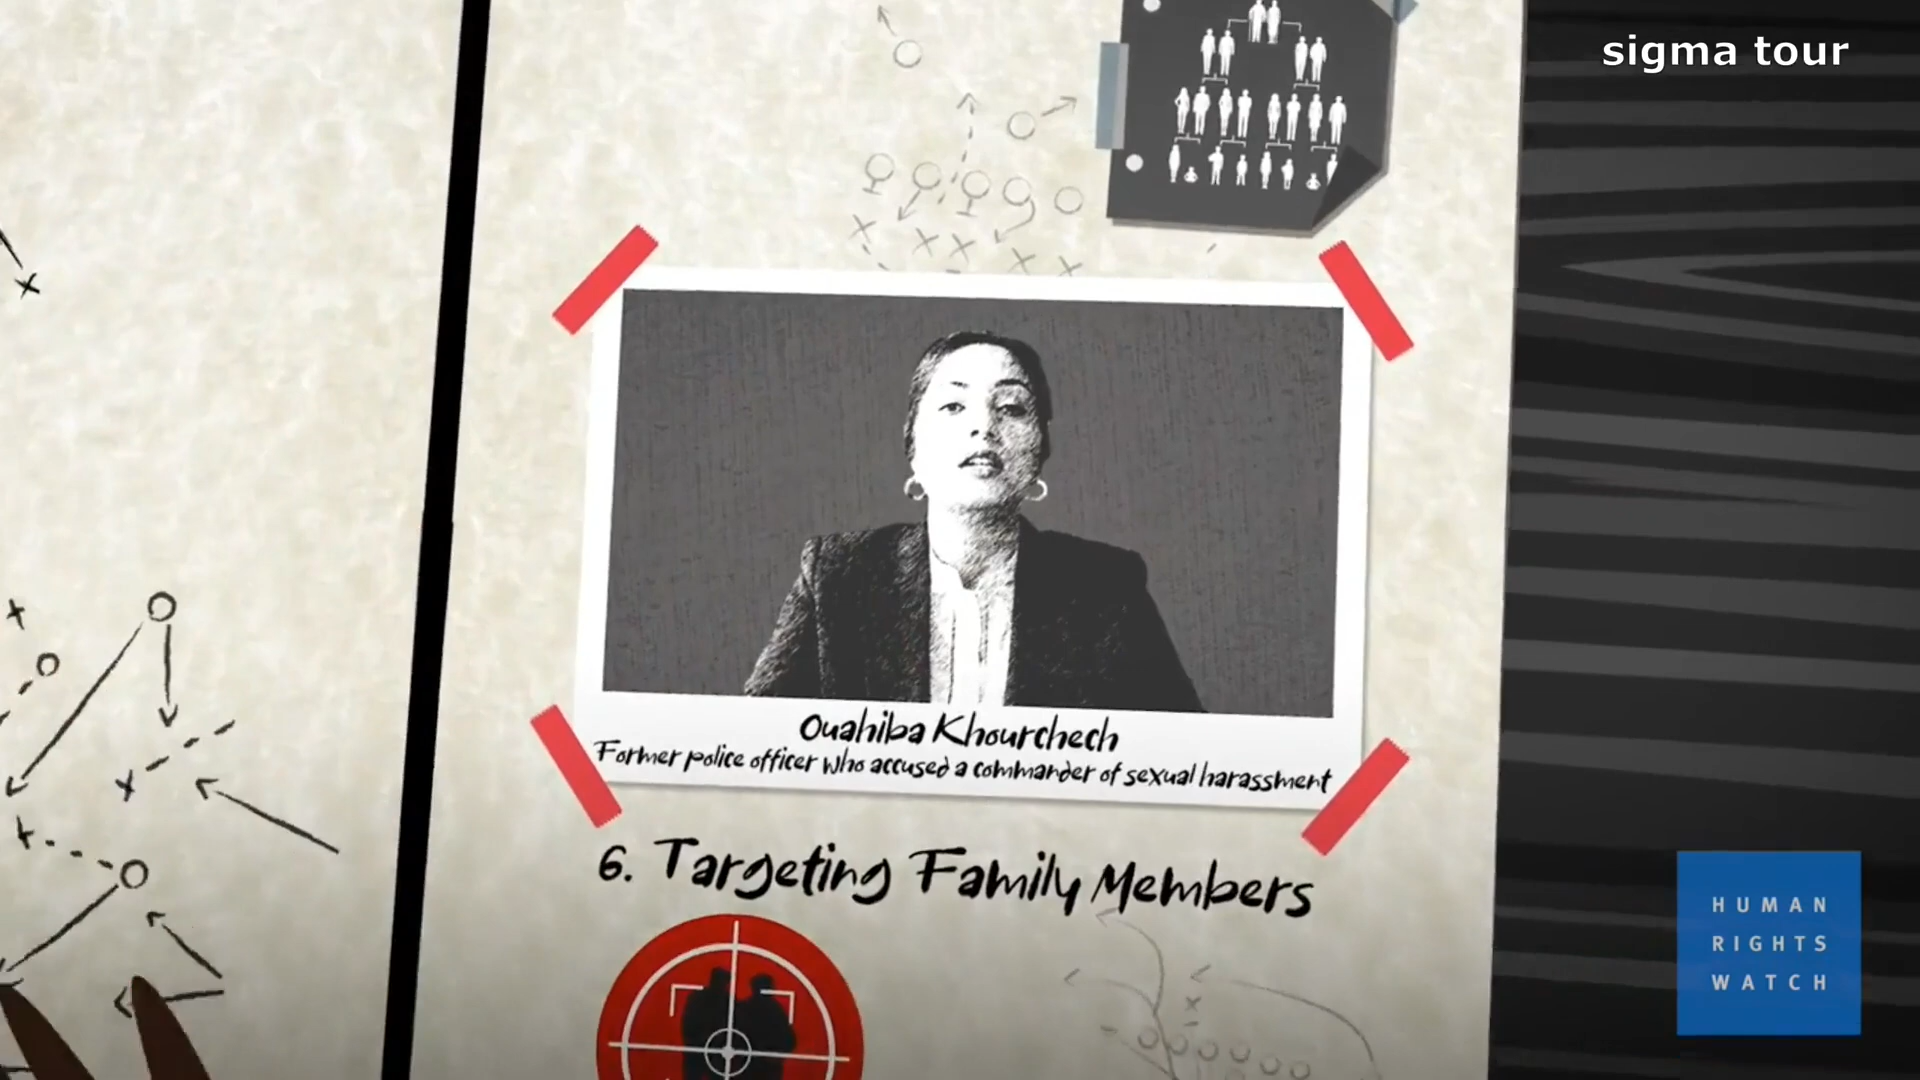 sigma tour
Ouahiba Khourchech
Former police officer who accused a commander of sexual harassment
6. Targeting Family Members
HUMAN
RIGHTS
WATCH